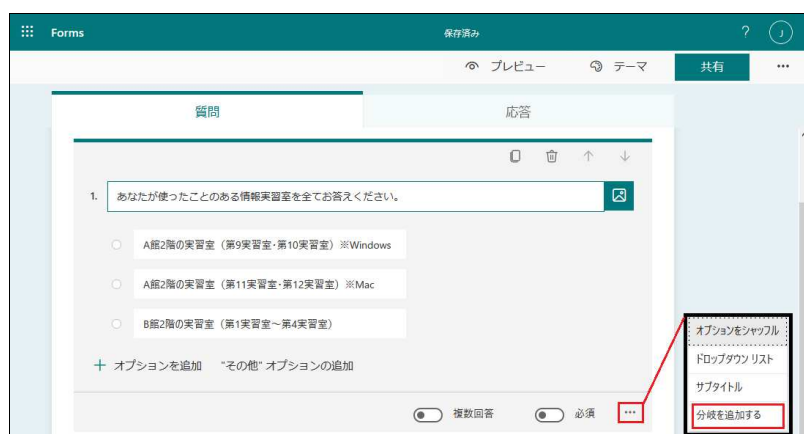 Forms 保存済み ? J
プレビュー テーマ 共有 ...
質問 応答
1. あなたが使ったことのある情報実習室を全てお答えください。
A館2階の実習室（第9実習室・第10実習室）※Windows
A館2階の実習室（第11実習室・第12実習室）※Mac
B館2階の実習室（第1実習室～第4実習室）
＋ オプションを追加 "その他" オプションの追加
複数回答 必須 ...
オプションをシャッフル
ドロップダウン リスト
サブタイトル
分岐を追加する